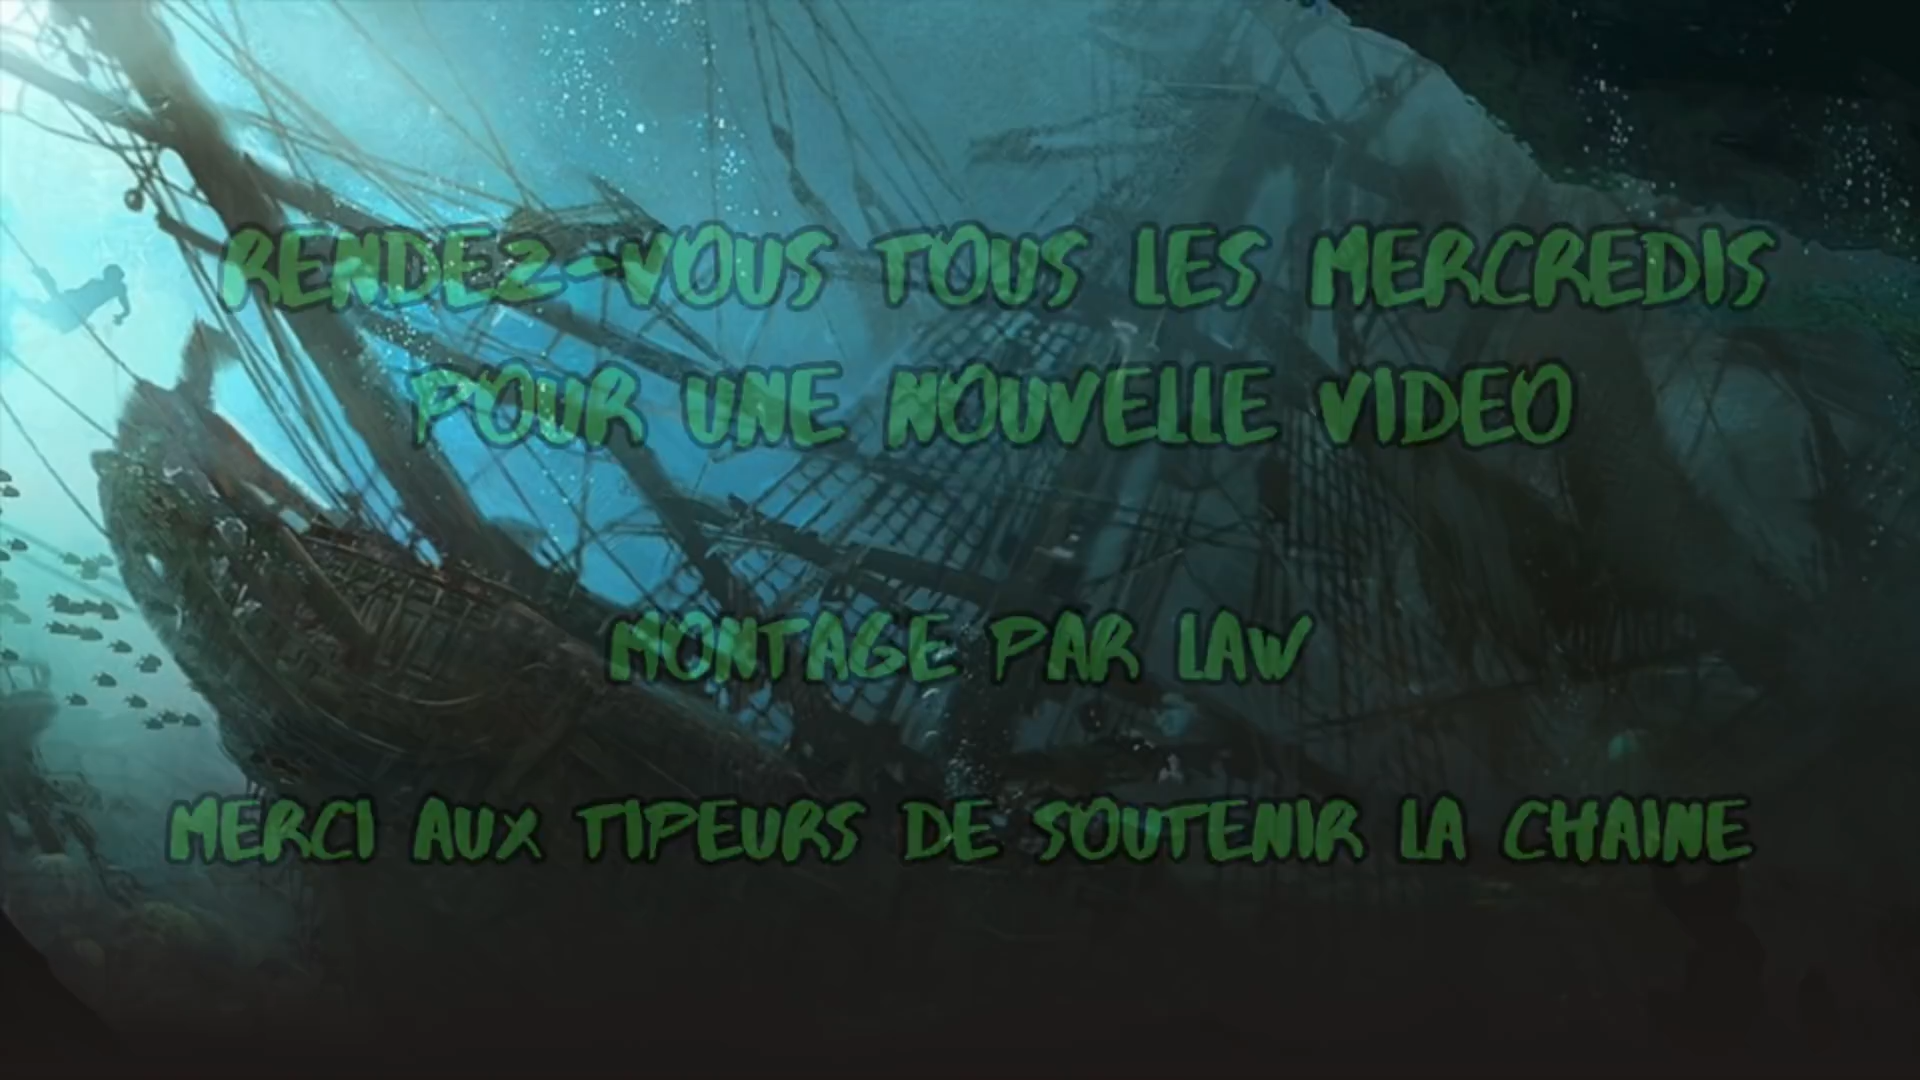 RENDEZ-VOUS TOUS LES MERCREDIS
POUR UNE NOUVELLE VIDEO
MONTAGE PAR LAW
MERCI AUX TIPEURS DE SOUTENIR LA CHAINE